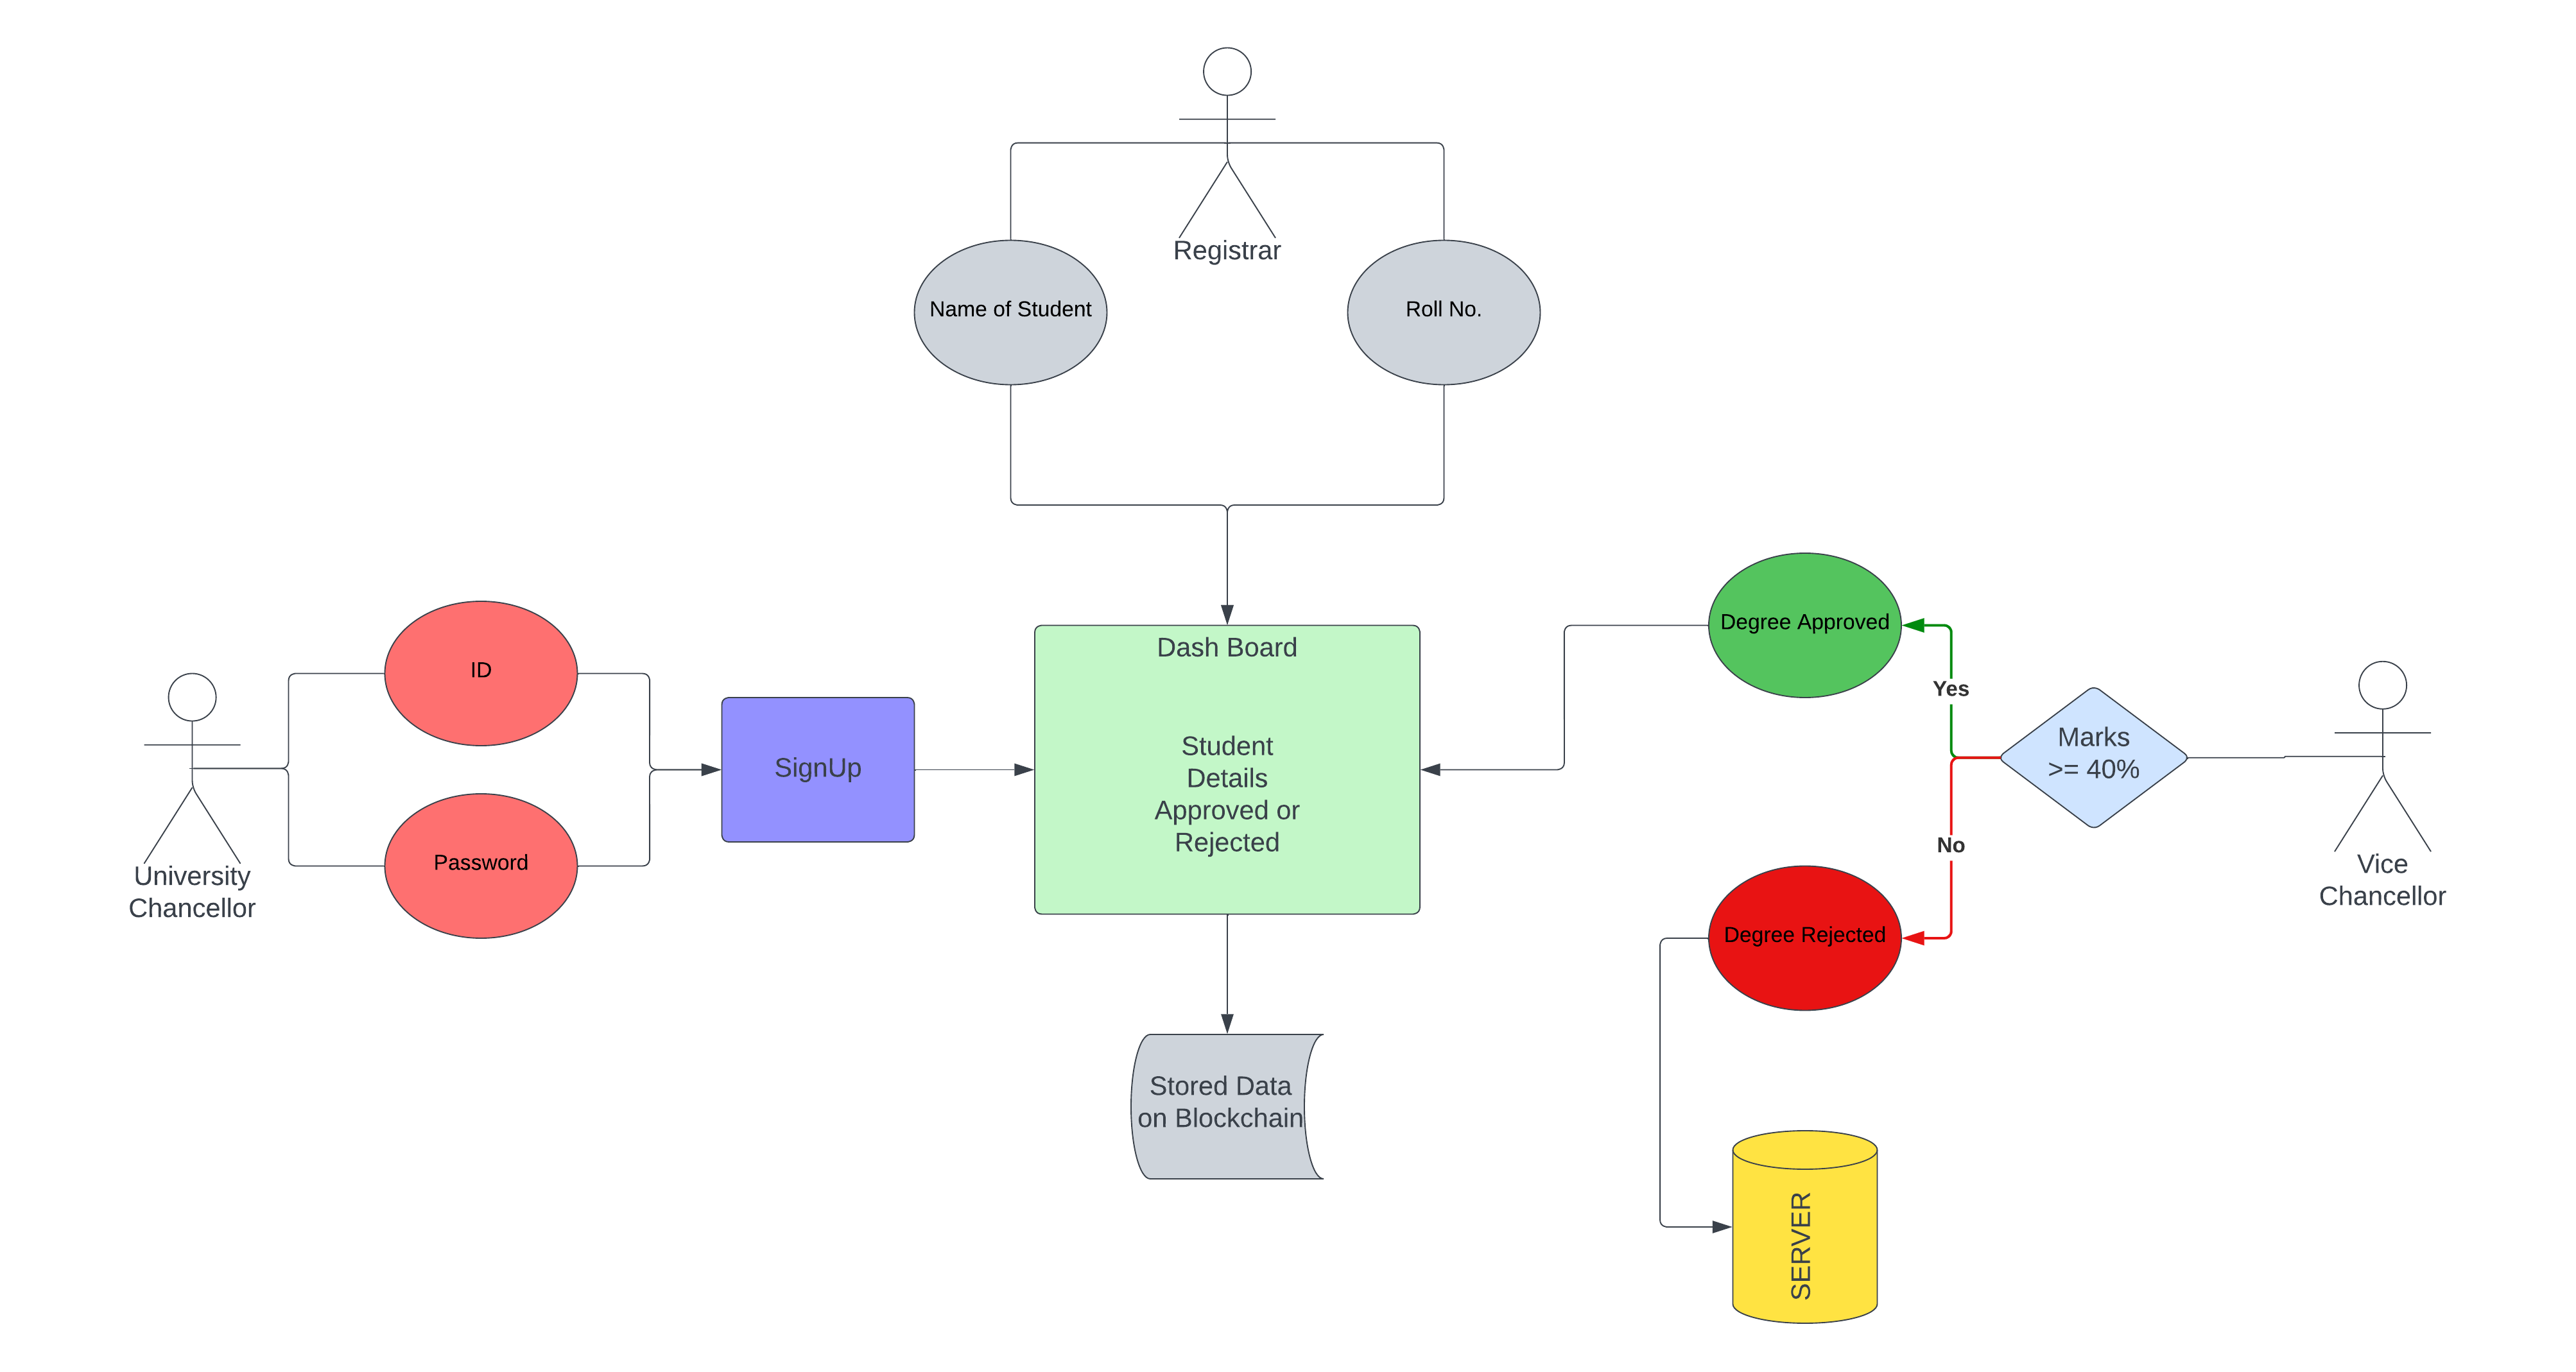 Registrar
Name of Student
Roll No.
Dash Board
Student
Details
Approved or
Rejected
ID
Password
University
Chancellor
SignUp
Degree Approved
Yes
Marks
>= 40%
No
Degree Rejected
Vice
Chancellor
Stored Data
on Blockchain
SERVER